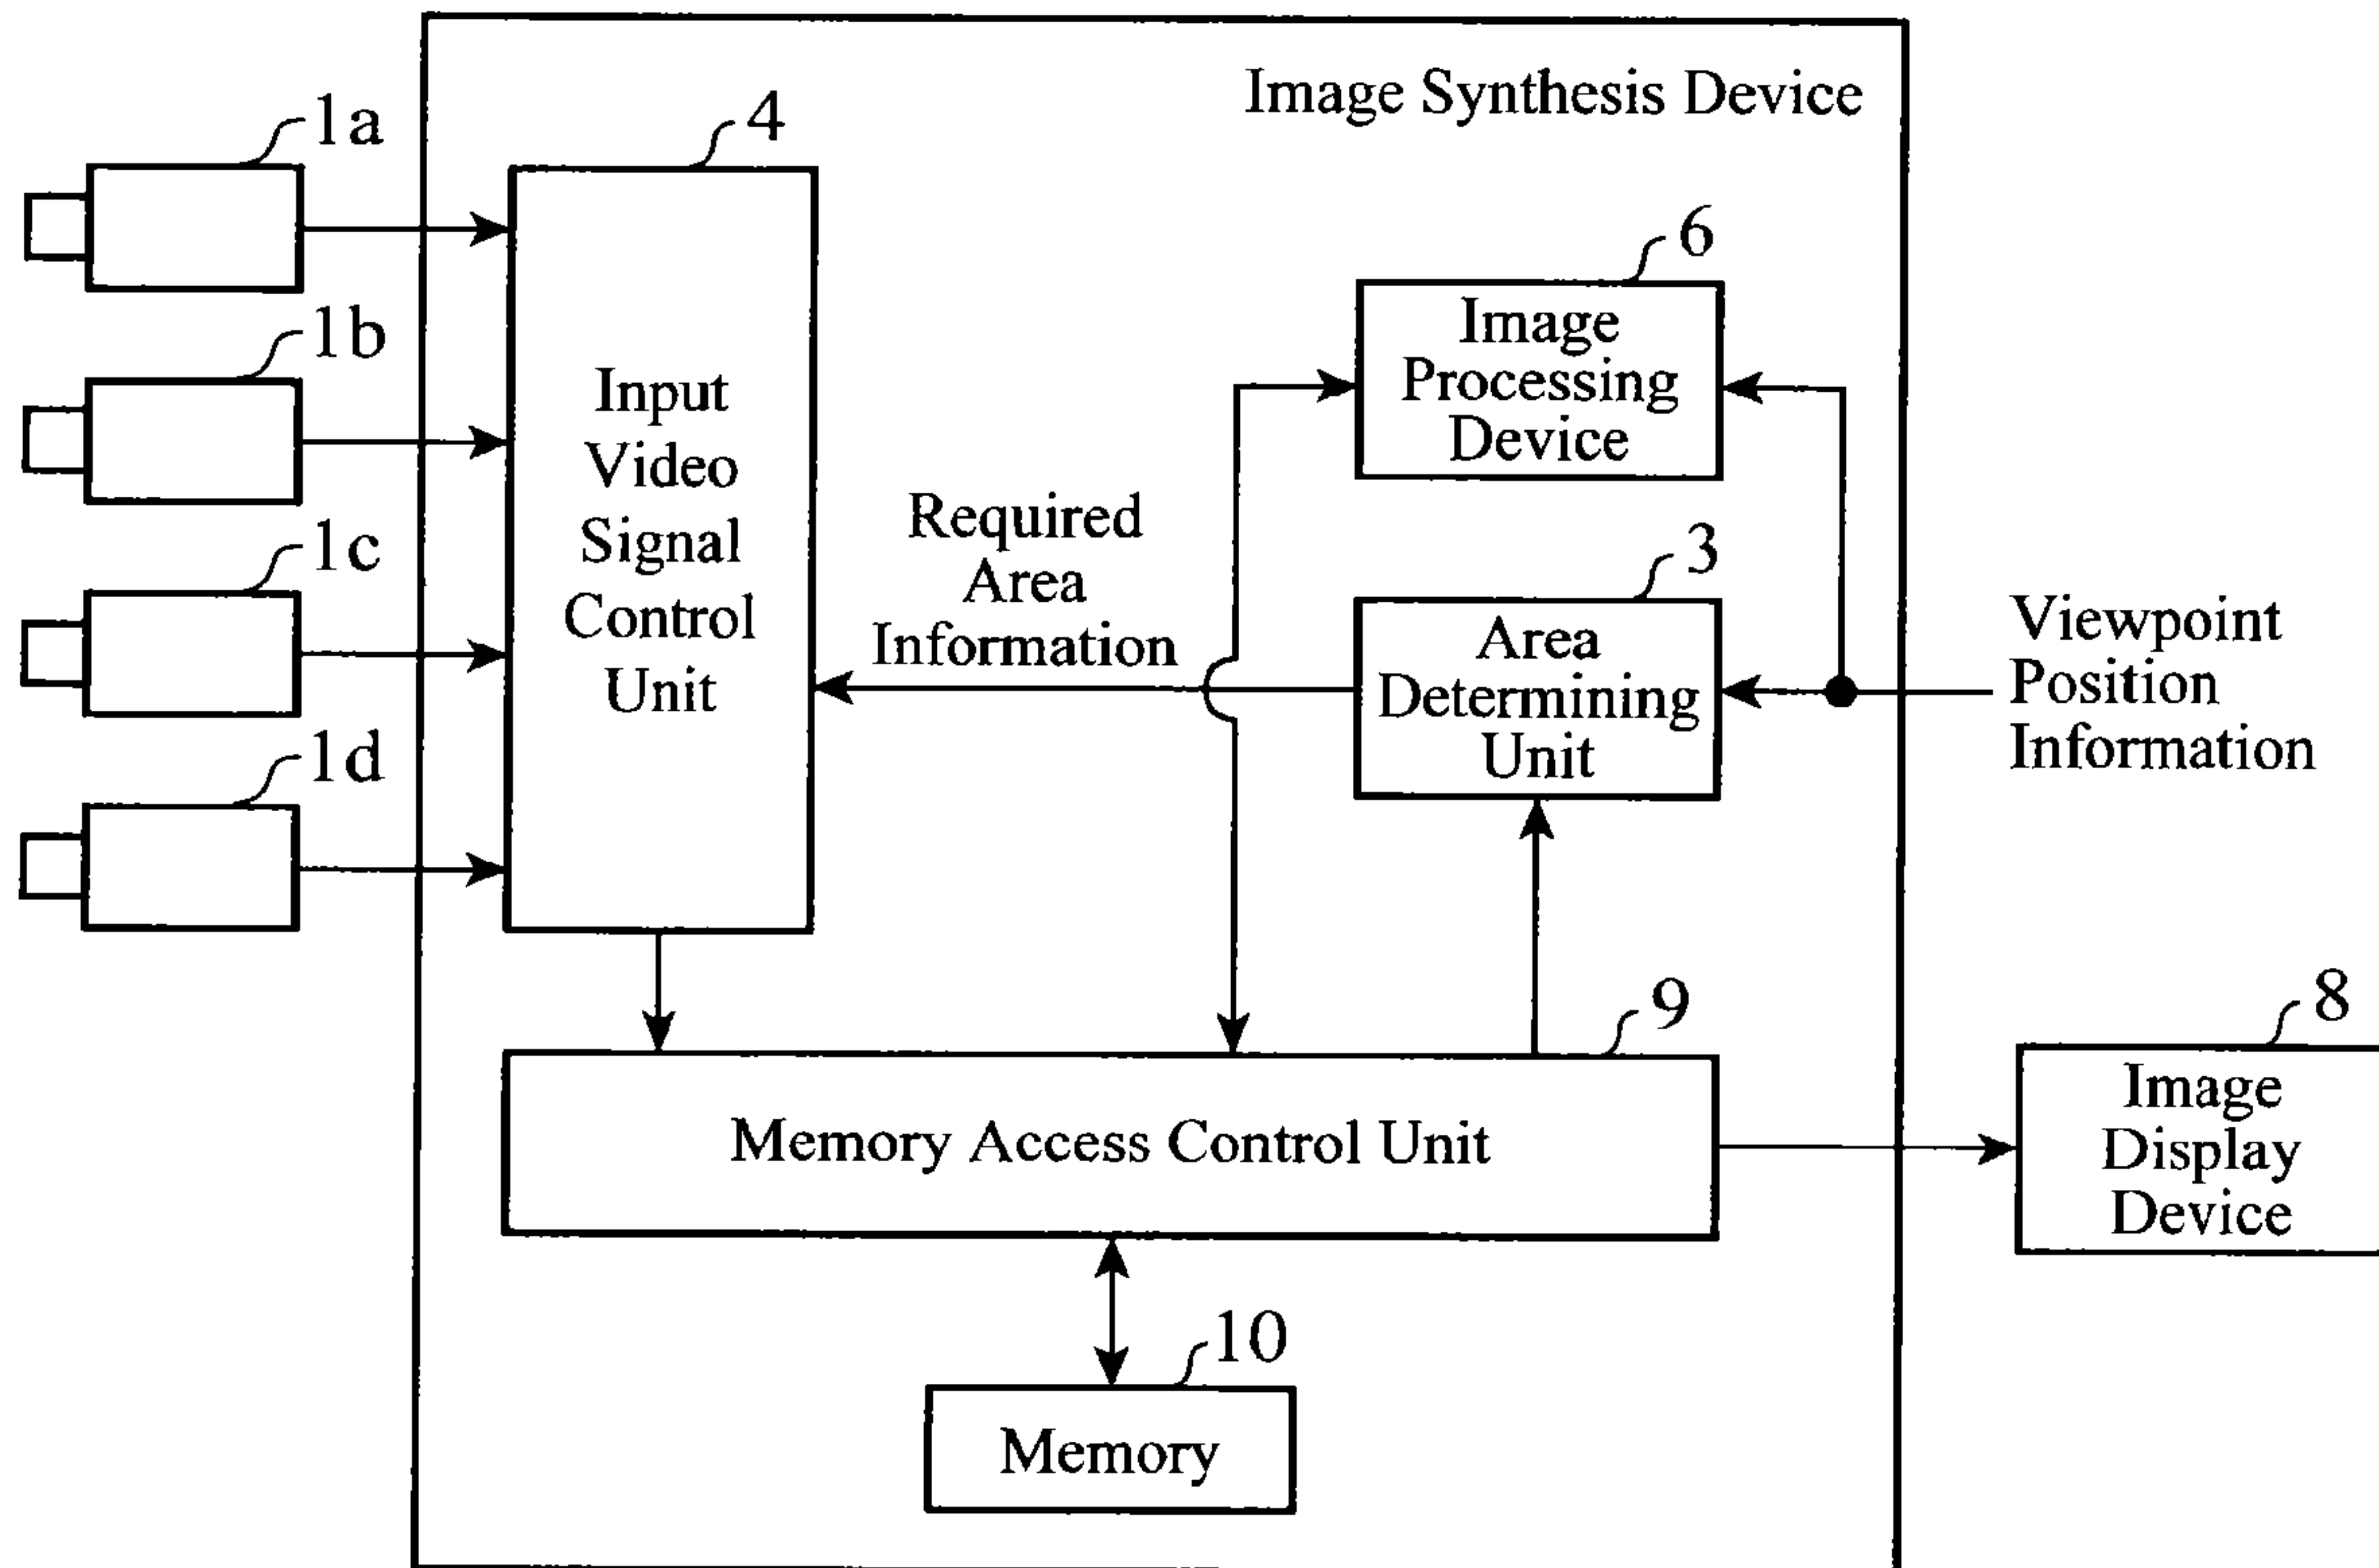 Image Synthesis Device
1a
4
1b
6
Image
Processing
Device
Input
Video
Signal
Control
Unit
1c
Required
Area
Information
3
Area
Determining
Unit
Viewpoint
Position
Information
1d
9
8
Memory Access Control Unit
Image
Display
Device
10
Memory